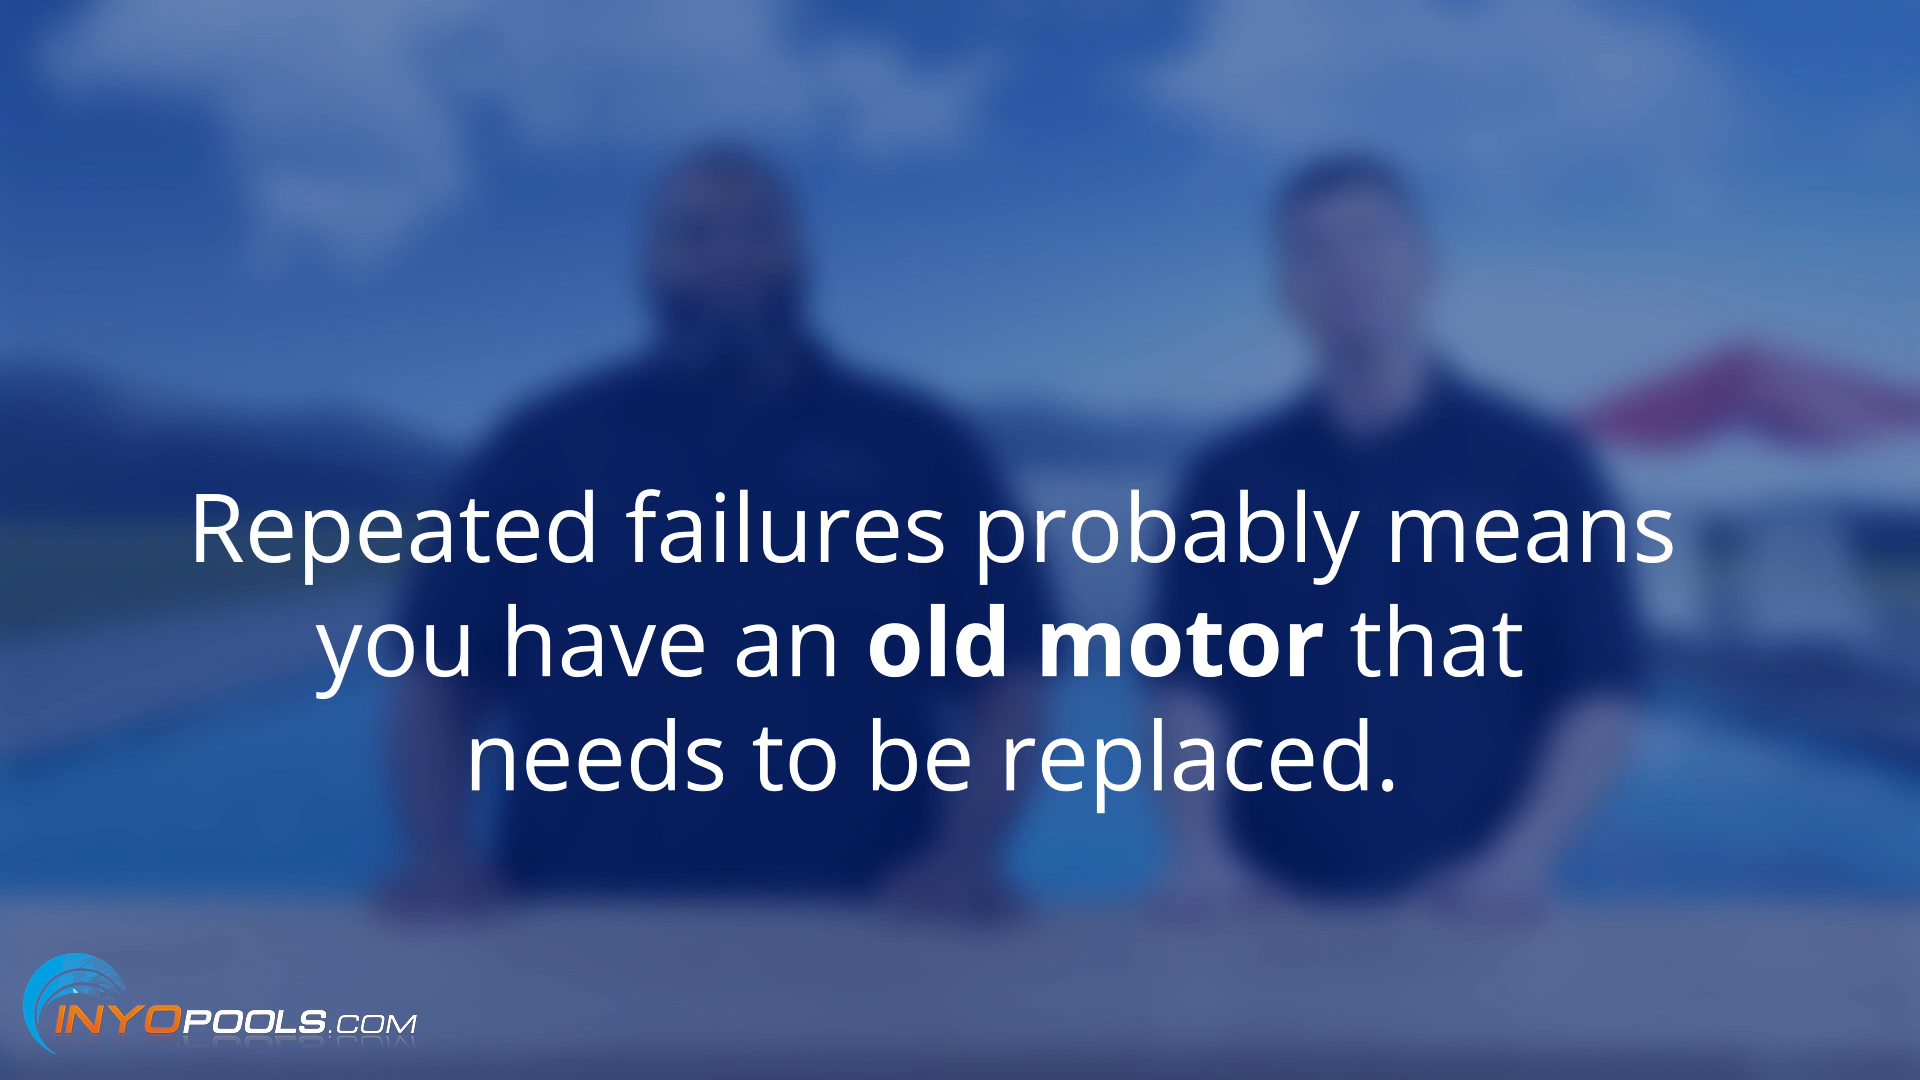 Repeated failures probably means
you have an old motor that
needs to be replaced.
INYOPOOLS.COM